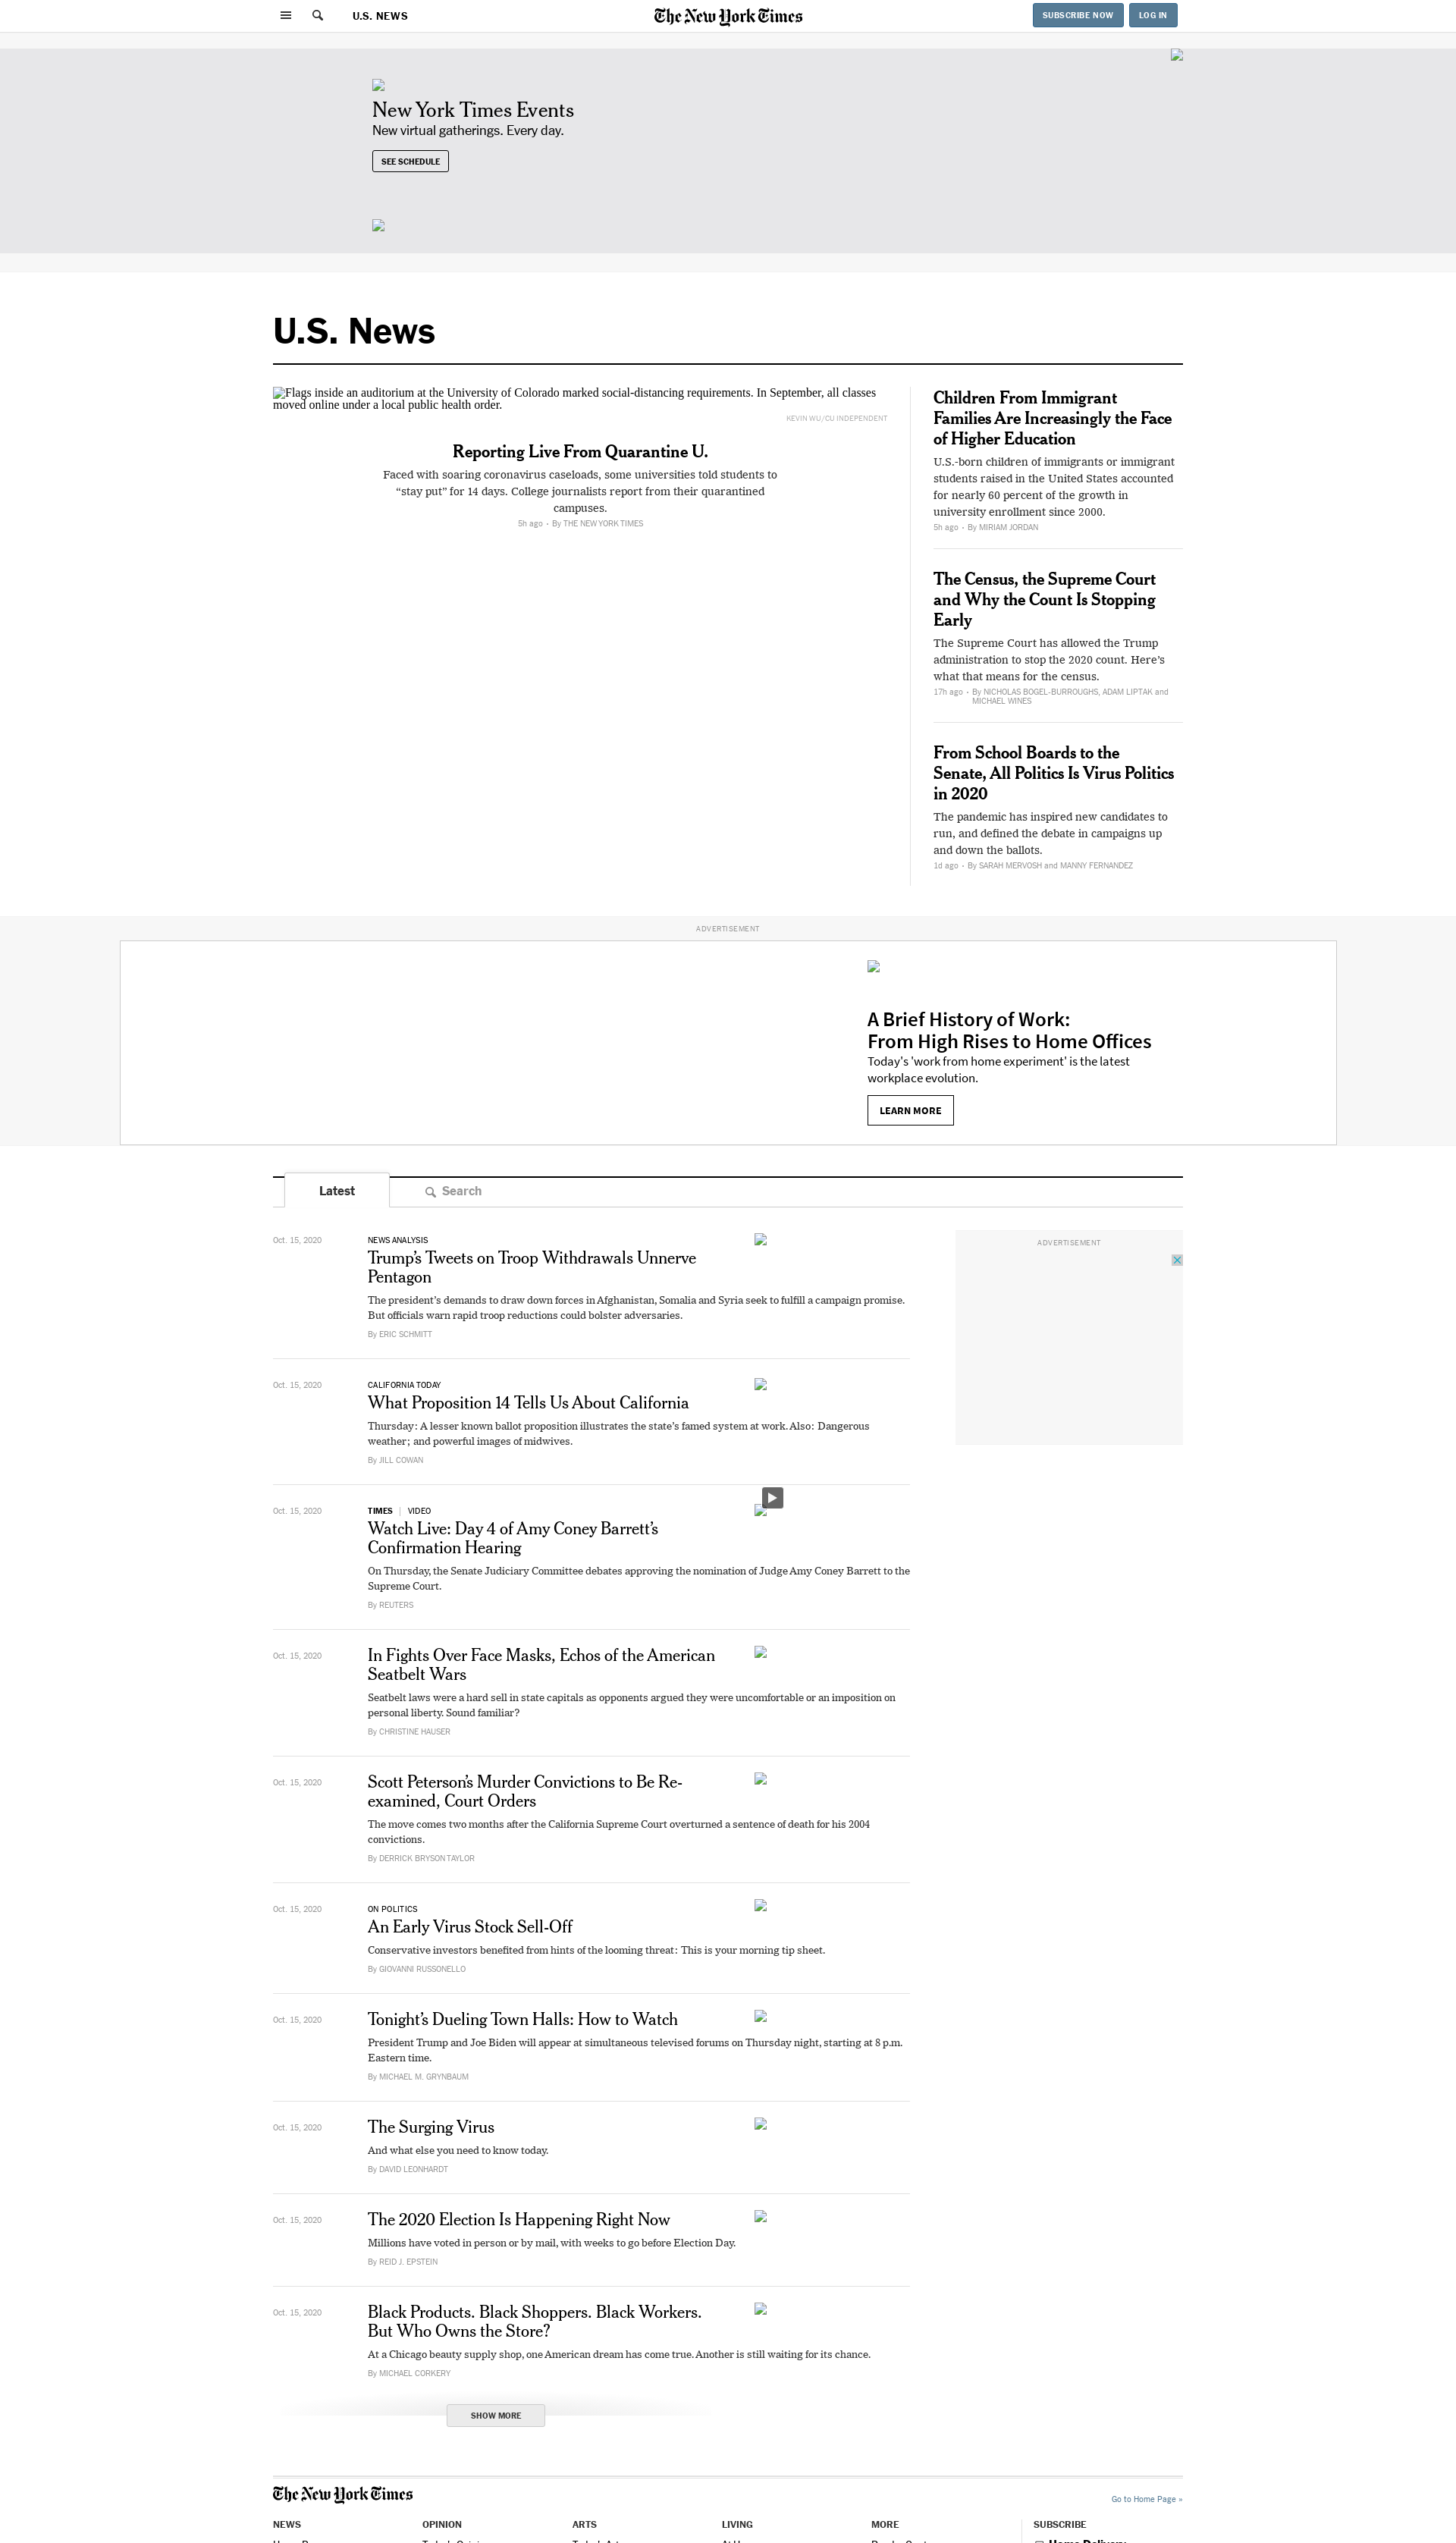 U.S. NEWS
The New York Times
SUBSCRIBE NOW
LOG IN
New York Times Events
New virtual gatherings. Every day.
SEE SCHEDULE
U.S. News
Flags inside an auditorium at the University of Colorado marked social-distancing requirements. In September, all classes
moved online under a local public health order.
KEVIN WU/CU INDEPENDENT
Reporting Live From Quarantine U.
Faced with soaring coronavirus caseloads, some universities told students to
“stay put” for 14 days. College journalists report from their quarantined
campuses.
5h ago • By THE NEW YORK TIMES
Children From Immigrant
Families Are Increasingly the Face
of Higher Education
U.S.-born children of immigrants or immigrant
students raised in the United States accounted
for nearly 60 percent of the growth in
university enrollment since 2000.
5h ago • By MIRIAM JORDAN
The Census, the Supreme Court
and Why the Count Is Stopping
Early
The Supreme Court has allowed the Trump
administration to stop the 2020 count. Here’s
what that means for the census.
17h ago • By NICHOLAS BOGEL-BURROUGHS, ADAM LIPTAK and
MICHAEL WINES
From School Boards to the
Senate, All Politics Is Virus Politics
in 2020
The pandemic has inspired new candidates to
run, and defined the debate in campaigns up
and down the ballots.
1d ago • By SARAH MERVOSH and MANNY FERNANDEZ
ADVERTISEMENT
A Brief History of Work:
From High Rises to Home Offices
Today's 'work from home experiment' is the latest
workplace evolution.
LEARN MORE
Latest
Search
ADVERTISEMENT
Oct. 15, 2020
NEWS ANALYSIS
Trump’s Tweets on Troop Withdrawals Unnerve
Pentagon
The president’s demands to draw down forces in Afghanistan, Somalia and Syria seek to fulfill a campaign promise.
But officials warn rapid troop reductions could bolster adversaries.
By ERIC SCHMITT
Oct. 15, 2020
CALIFORNIA TODAY
What Proposition 14 Tells Us About California
Thursday: A lesser known ballot proposition illustrates the state’s famed system at work. Also: Dangerous
weather; and powerful images of midwives.
By JILL COWAN
Oct. 15, 2020
TIMES | VIDEO
Watch Live: Day 4 of Amy Coney Barrett’s
Confirmation Hearing
On Thursday, the Senate Judiciary Committee debates approving the nomination of Judge Amy Coney Barrett to the
Supreme Court.
By REUTERS
Oct. 15, 2020
In Fights Over Face Masks, Echos of the American
Seatbelt Wars
Seatbelt laws were a hard sell in state capitals as opponents argued they were uncomfortable or an imposition on
personal liberty. Sound familiar?
By CHRISTINE HAUSER
Oct. 15, 2020
Scott Peterson’s Murder Convictions to Be Re-
examined, Court Orders
The move comes two months after the California Supreme Court overturned a sentence of death for his 2004
convictions.
By DERRICK BRYSON TAYLOR
Oct. 15, 2020
ON POLITICS
An Early Virus Stock Sell-Off
Conservative investors benefited from hints of the looming threat: This is your morning tip sheet.
By GIOVANNI RUSSONELLO
Oct. 15, 2020
Tonight’s Dueling Town Halls: How to Watch
President Trump and Joe Biden will appear at simultaneous televised forums on Thursday night, starting at 8 p.m.
Eastern time.
By MICHAEL M. GRYNBAUM
Oct. 15, 2020
The Surging Virus
And what else you need to know today.
By DAVID LEONHARDT
Oct. 15, 2020
The 2020 Election Is Happening Right Now
Millions have voted in person or by mail, with weeks to go before Election Day.
By REID J. EPSTEIN
Oct. 15, 2020
Black Products. Black Shoppers. Black Workers.
But Who Owns the Store?
At a Chicago beauty supply shop, one American dream has come true. Another is still waiting for its chance.
By MICHAEL CORKERY
SHOW MORE
The New York Times
Go to Home Page »
NEWS
OPINION
ARTS
LIVING
MORE
SUBSCRIBE